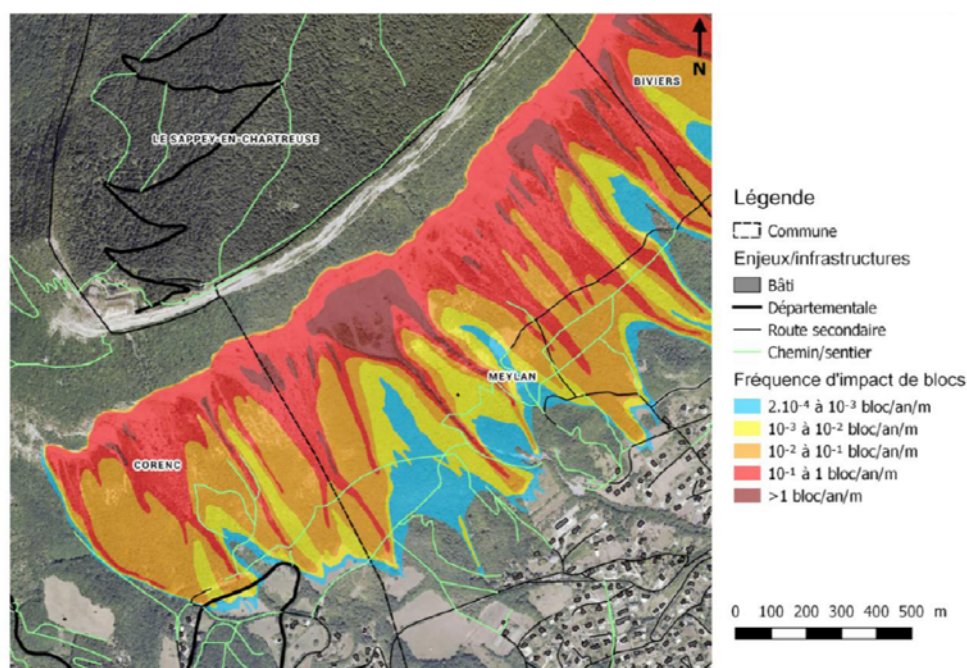 N
BIVIERS
LE SAPPEY-EN-CHARTREUSE
MEYLAN
CORENC
Légende
Commune
Enjeux/infrastructures
Bâti
Départementale
Route secondaire
Chemin/sentier
Fréquence d'impact de blocs
2.10⁻⁴ à 10⁻³ bloc/an/m
10⁻³ à 10⁻² bloc/an/m
10⁻² à 10⁻¹ bloc/an/m
10⁻¹ à 1 bloc/an/m
>1 bloc/an/m
0 100 200 300 400 500 m